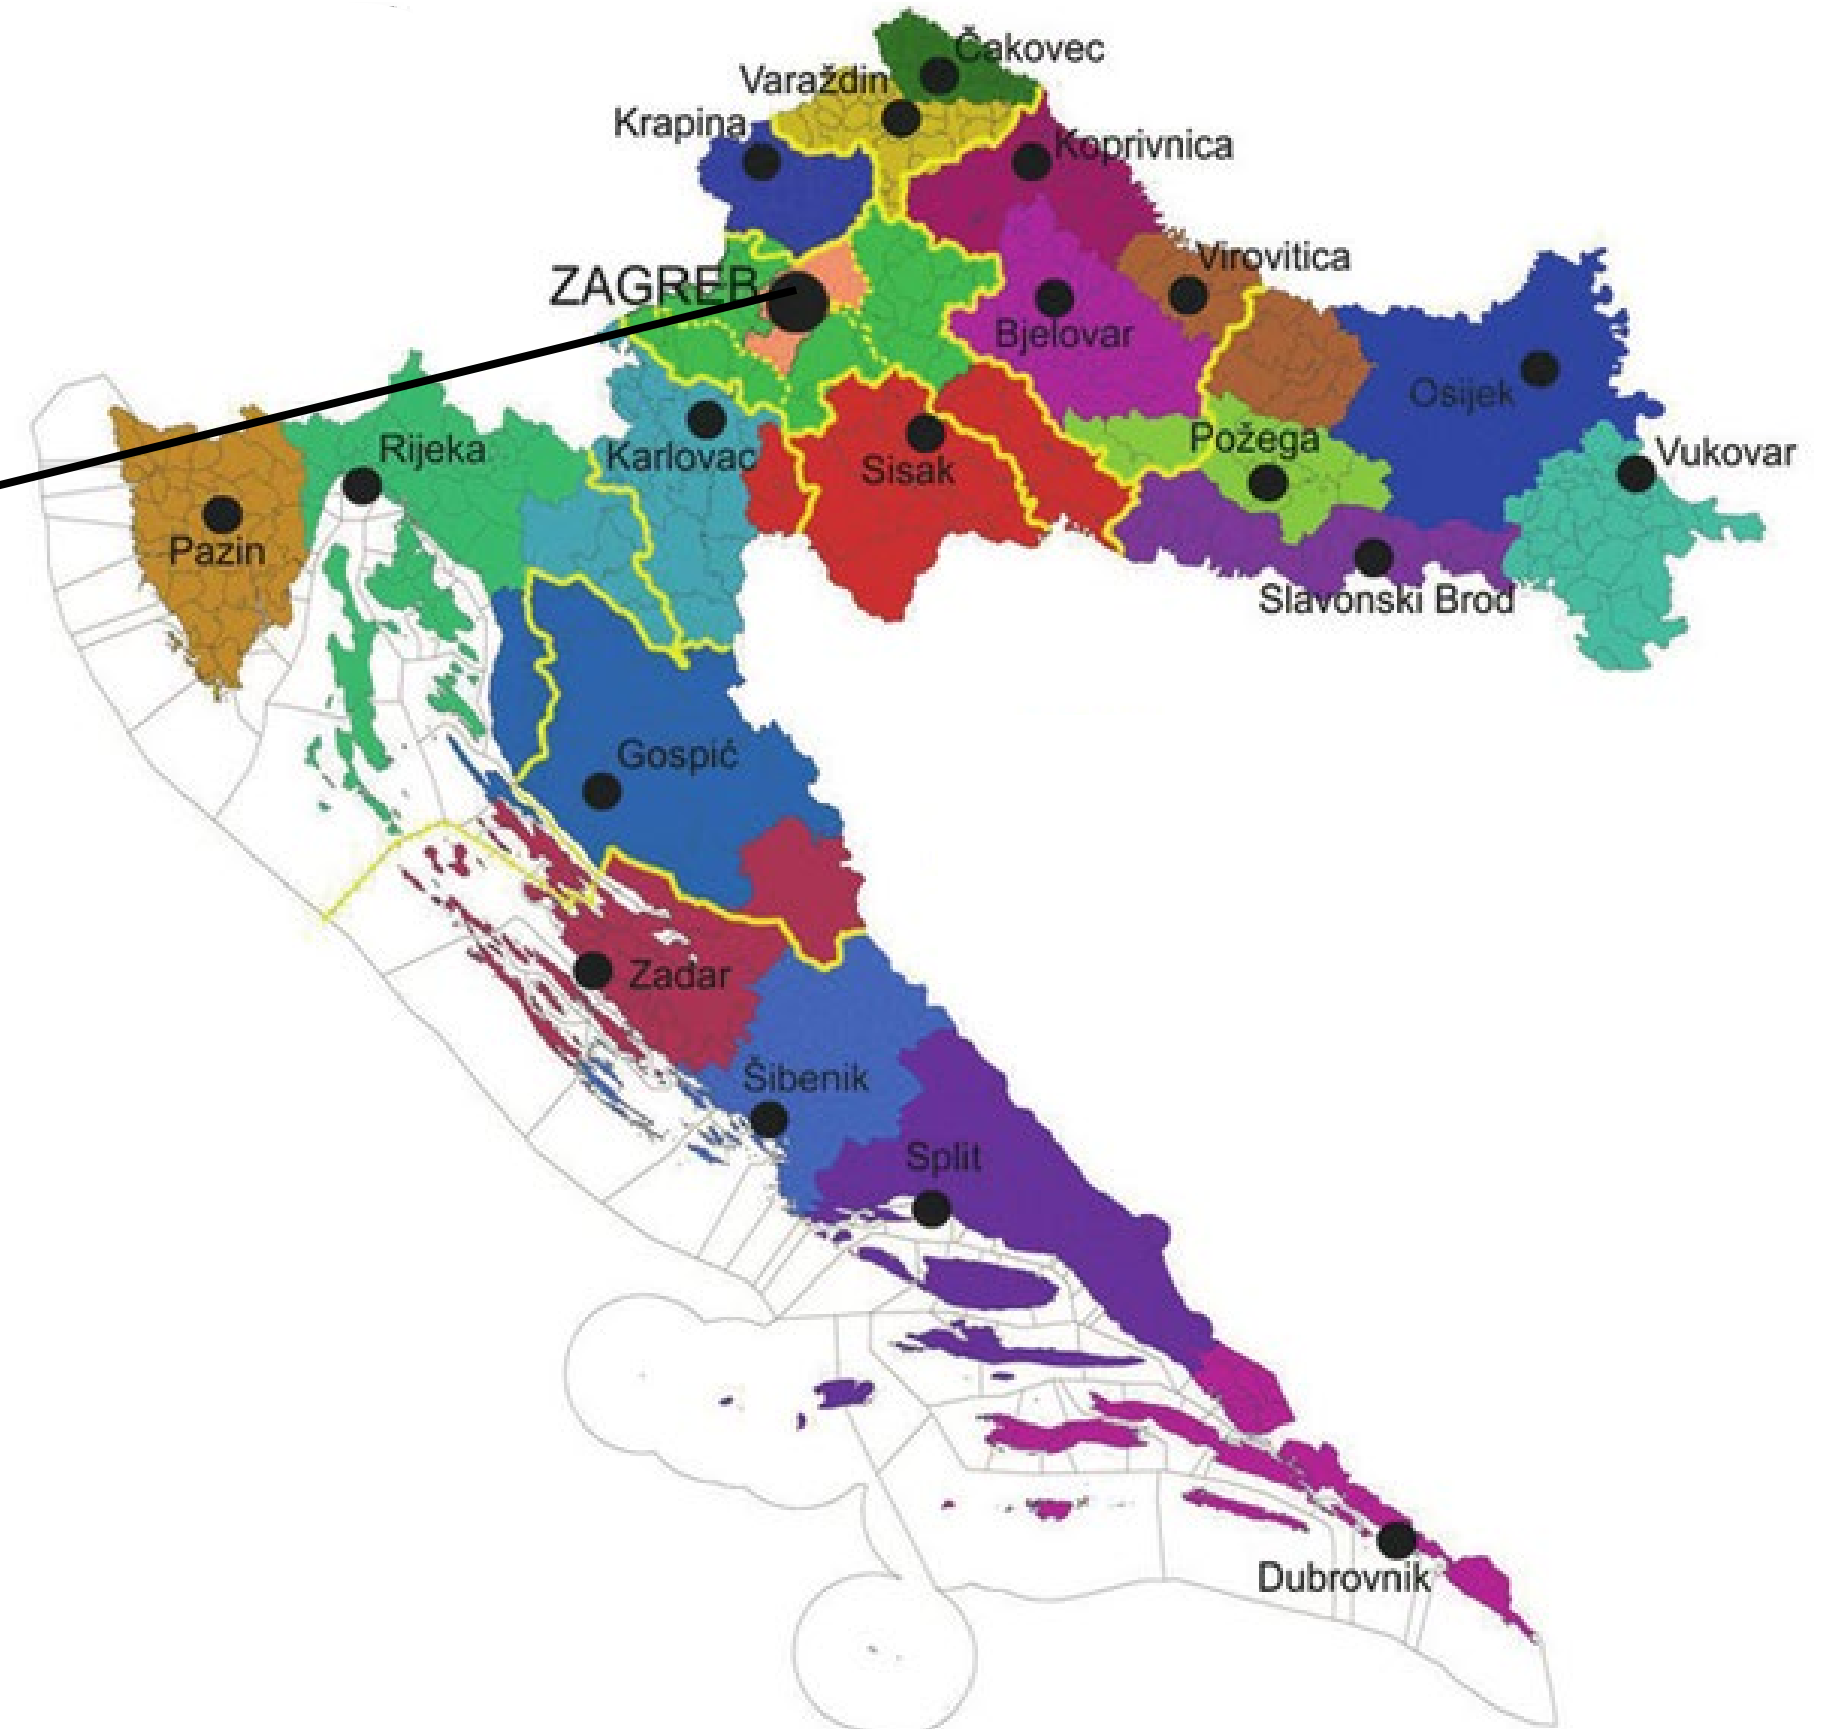 Čakovec
Varaždin
Krapina
Koprivnica
Virovitica
ZAGREB
Bjelovar
Osijek
Požega
Rijeka
Karlovac
Sisak
Vukovar
Pazin
Slavonski Brod
Gospić
Zadar
Šibenik
Split
Dubrovnik